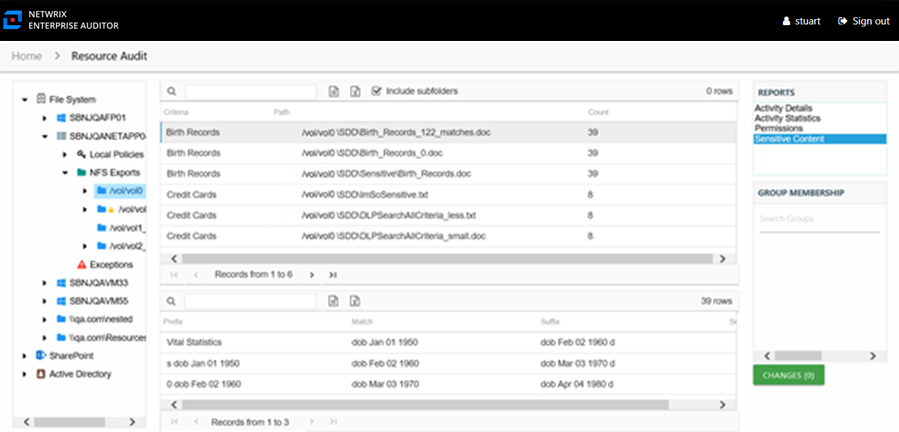 NETWRIX
ENTERPRISE AUDITOR
stuart
Sign out
Home > Resource Audit
File System
SBNJQAFP01
SBNJQANETAPP0
Local Policies
NFS Exports
/vol/vol0
/vol/vol
/vol/vol1_
/vol/vol2_
Exceptions
SBNJQAVM33
SBNJQAVM55
\\qa.com\nested
\\qa.com\Resources
SharePoint
Active Directory
Include subfolders
0 rows
Criteria Path Count
Birth Records /vol/vol0 \SDD\Birth_Records_122_matches.doc 39
Birth Records /vol/vol0 \SDD\Birth_Records_0.doc 39
Birth Records /vol/vol0 \SDD\Sensitive\Birth_Records.doc 39
Credit Cards /vol/vol0 \SDD\ImSoSensitive.txt 8
Credit Cards /vol/vol0 \SDD\DLPSearchAllCriteria_less.txt 8
Credit Cards /vol/vol0 \SDD\DLPSearchAllCriteria_small.doc 8
Records from 1 to 6
39 rows
Prefix Match Suffix
Vital Statistics dob Jan 01 1950 dob Feb 02 1960 d
s dob Jan 01 1950 dob Feb 02 1960 dob Mar 03 1970 d
0 dob Feb 02 1960 dob Mar 03 1970 dob Apr 04 1980 d
Records from 1 to 3
REPORTS
Activity Details
Activity Statistics
Permissions
Sensitive Content
GROUP MEMBERSHIP
Search Groups
CHANGES (0)